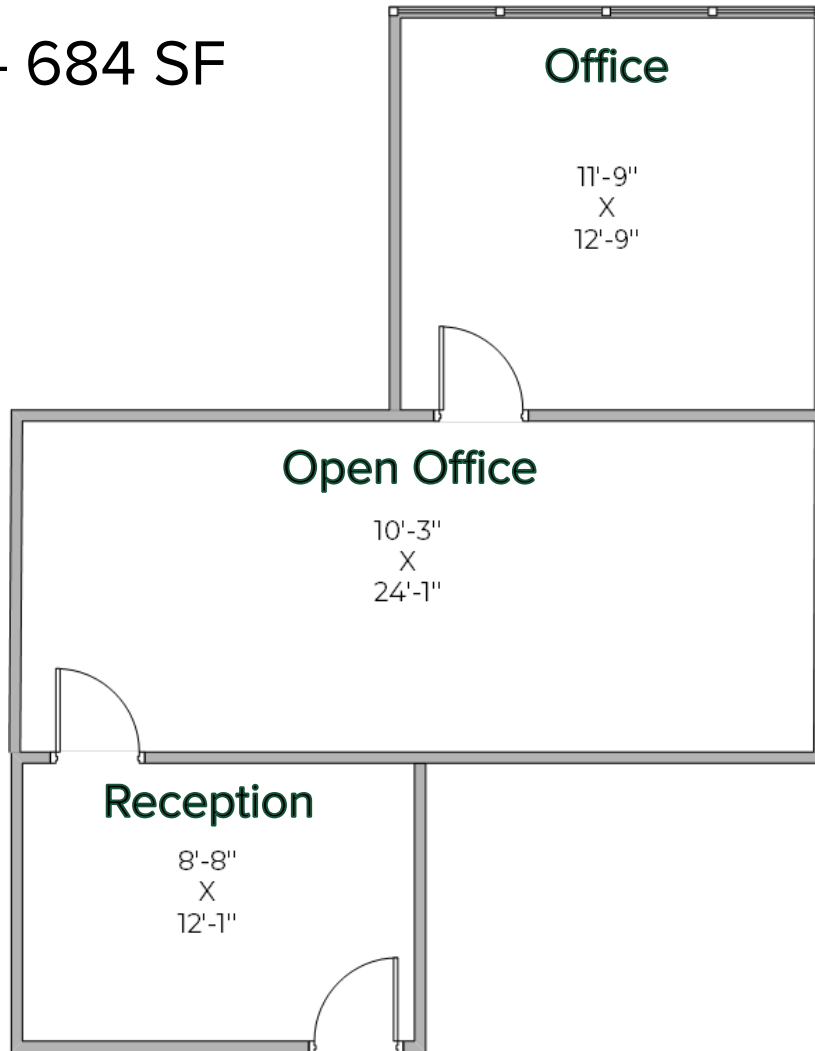 - 684 SF
Office
11'-9"
X
12'-9"
Open Office
10'-3"
X
24'-1"
Reception
8'-8"
X
12'-1"